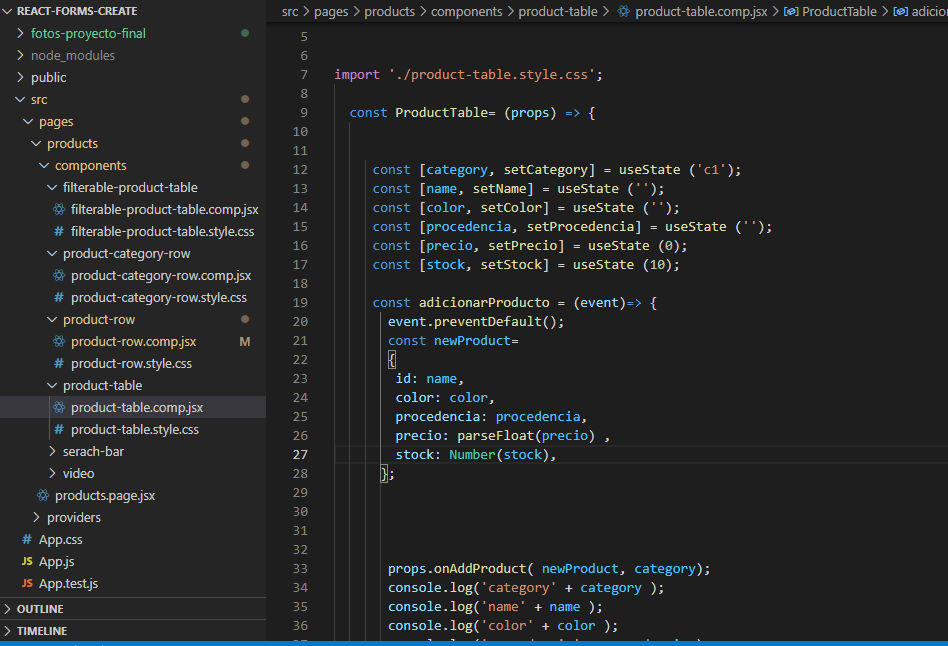 REACT-FORMS-CREATE
fotos-proyecto-final
node_modules
public
src
pages
products
components
filterable-product-table
filterable-product-table.comp.jsx
filterable-product-table.style.css
product-category-row
product-category-row.comp.jsx
product-category-row.style.css
product-row
product-row.comp.jsx M
product-row.style.css
product-table
product-table.comp.jsx
product-table.style.css
serach-bar
video
products.page.jsx
providers
App.css
App.js
App.test.js
OUTLINE
TIMELINE
src > pages > products > components > product-table > product-table.comp.jsx > ProductTable > adicio
5
6
7 import './product-table.style.css';
8
9 const ProductTable= (props) => {
10
11
12 const [category, setCategory] = useState ('c1');
13 const [name, setName] = useState ('');
14 const [color, setColor] = useState ('');
15 const [procedencia, setProcedencia] = useState ('');
16 const [precio, setPrecio] = useState (0);
17 const [stock, setStock] = useState (10);
18
19 const adicionarProducto = (event)=> {
20 event.preventDefault();
21 const newProduct=
22 {
23 id: name,
24 color: color,
25 procedencia: procedencia,
26 precio: parseFloat(precio) ,
27 stock: Number(stock),
28 };
29
30
31
32
33 props.onAddProduct( newProduct, category);
34 console.log('category' + category );
35 console.log('name' + name );
36 console.log('color' + color );